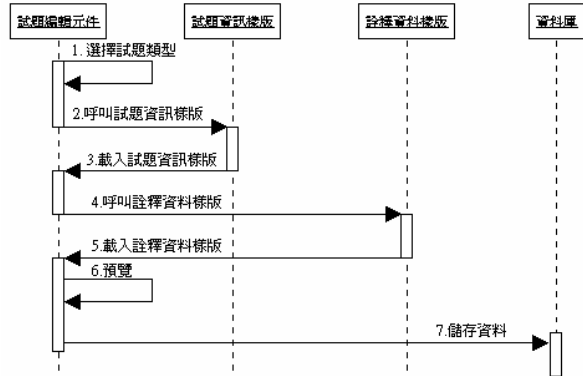 試題編輯元件
試題資訊樣版
詮釋資料樣版
資料庫
1. 選擇試題類型
2.呼叫試題資訊樣版
3.載入試題資訊樣版
4.呼叫詮釋資料樣版
5.載入詮釋資料樣版
6.預覽
7.儲存資料